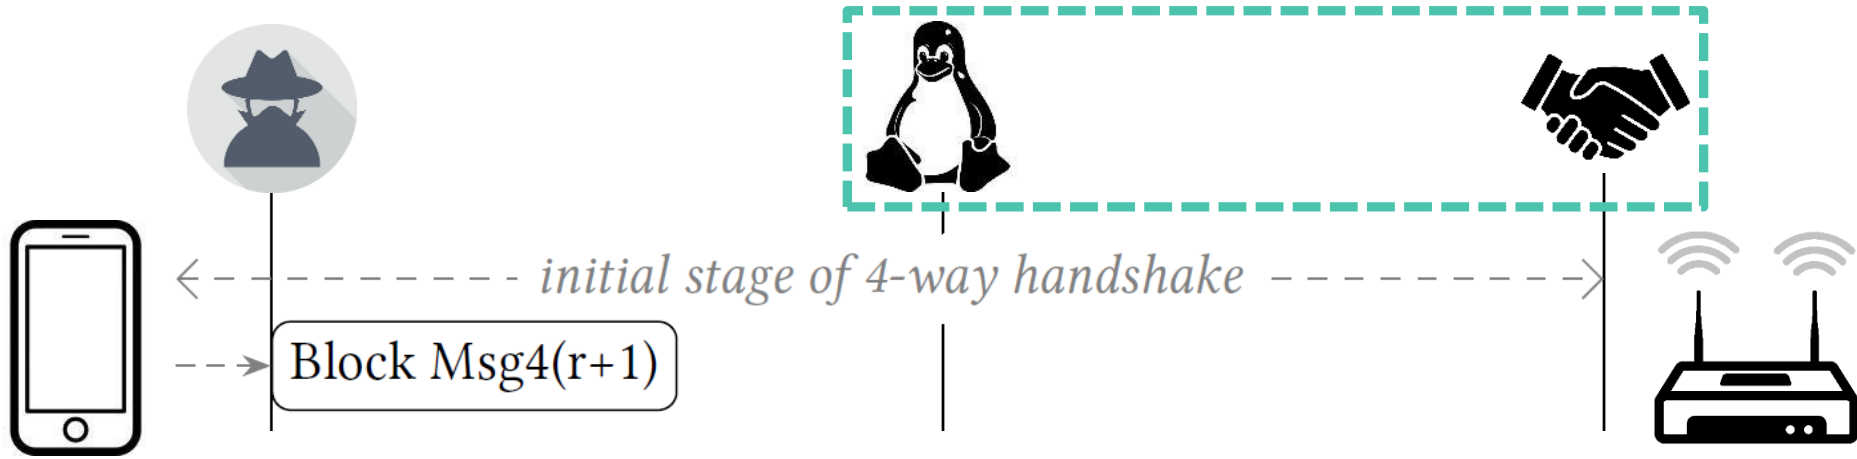 initial stage of 4-way handshake
Block Msg4(r+1)